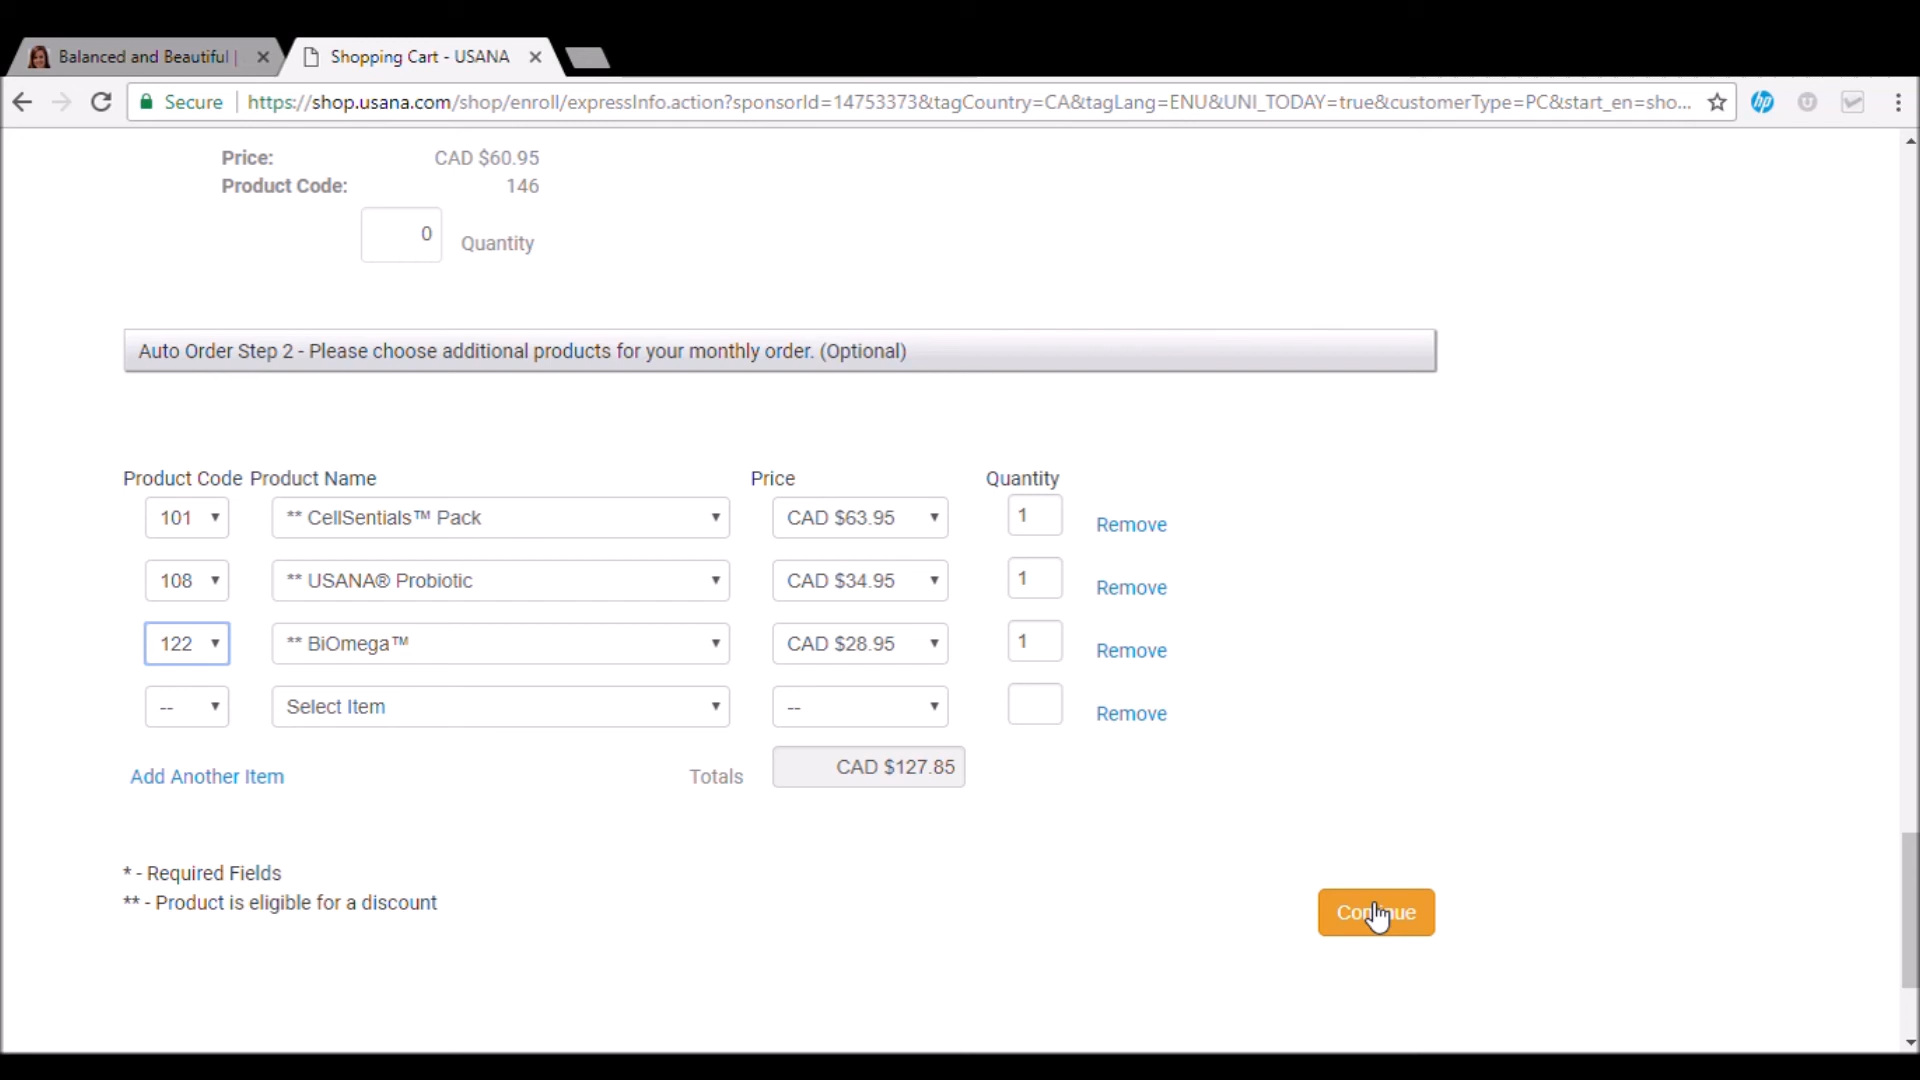 Balanced and Beautiful |
Shopping Cart - USANA
Secure
https://shop.usana.com/shop/enroll/expressInfo.action?sponsorId=14753373&tagCountry=CA&tagLang=ENU&UNI_TODAY=true&customerType=PC&start_en=sho...
hp
Price: CAD $60.95
Product Code: 146
0 Quantity
Auto Order Step 2 - Please choose additional products for your monthly order. (Optional)
Product Code Product Name Price Quantity
101 ** CellSentials™ Pack CAD $63.95 1 Remove
108 ** USANA® Probiotic CAD $34.95 1 Remove
122 ** BiOmega™ CAD $28.95 1 Remove
-- Select Item -- Remove
Add Another Item Totals CAD $127.85
* - Required Fields
** - Product is eligible for a discount
Continue